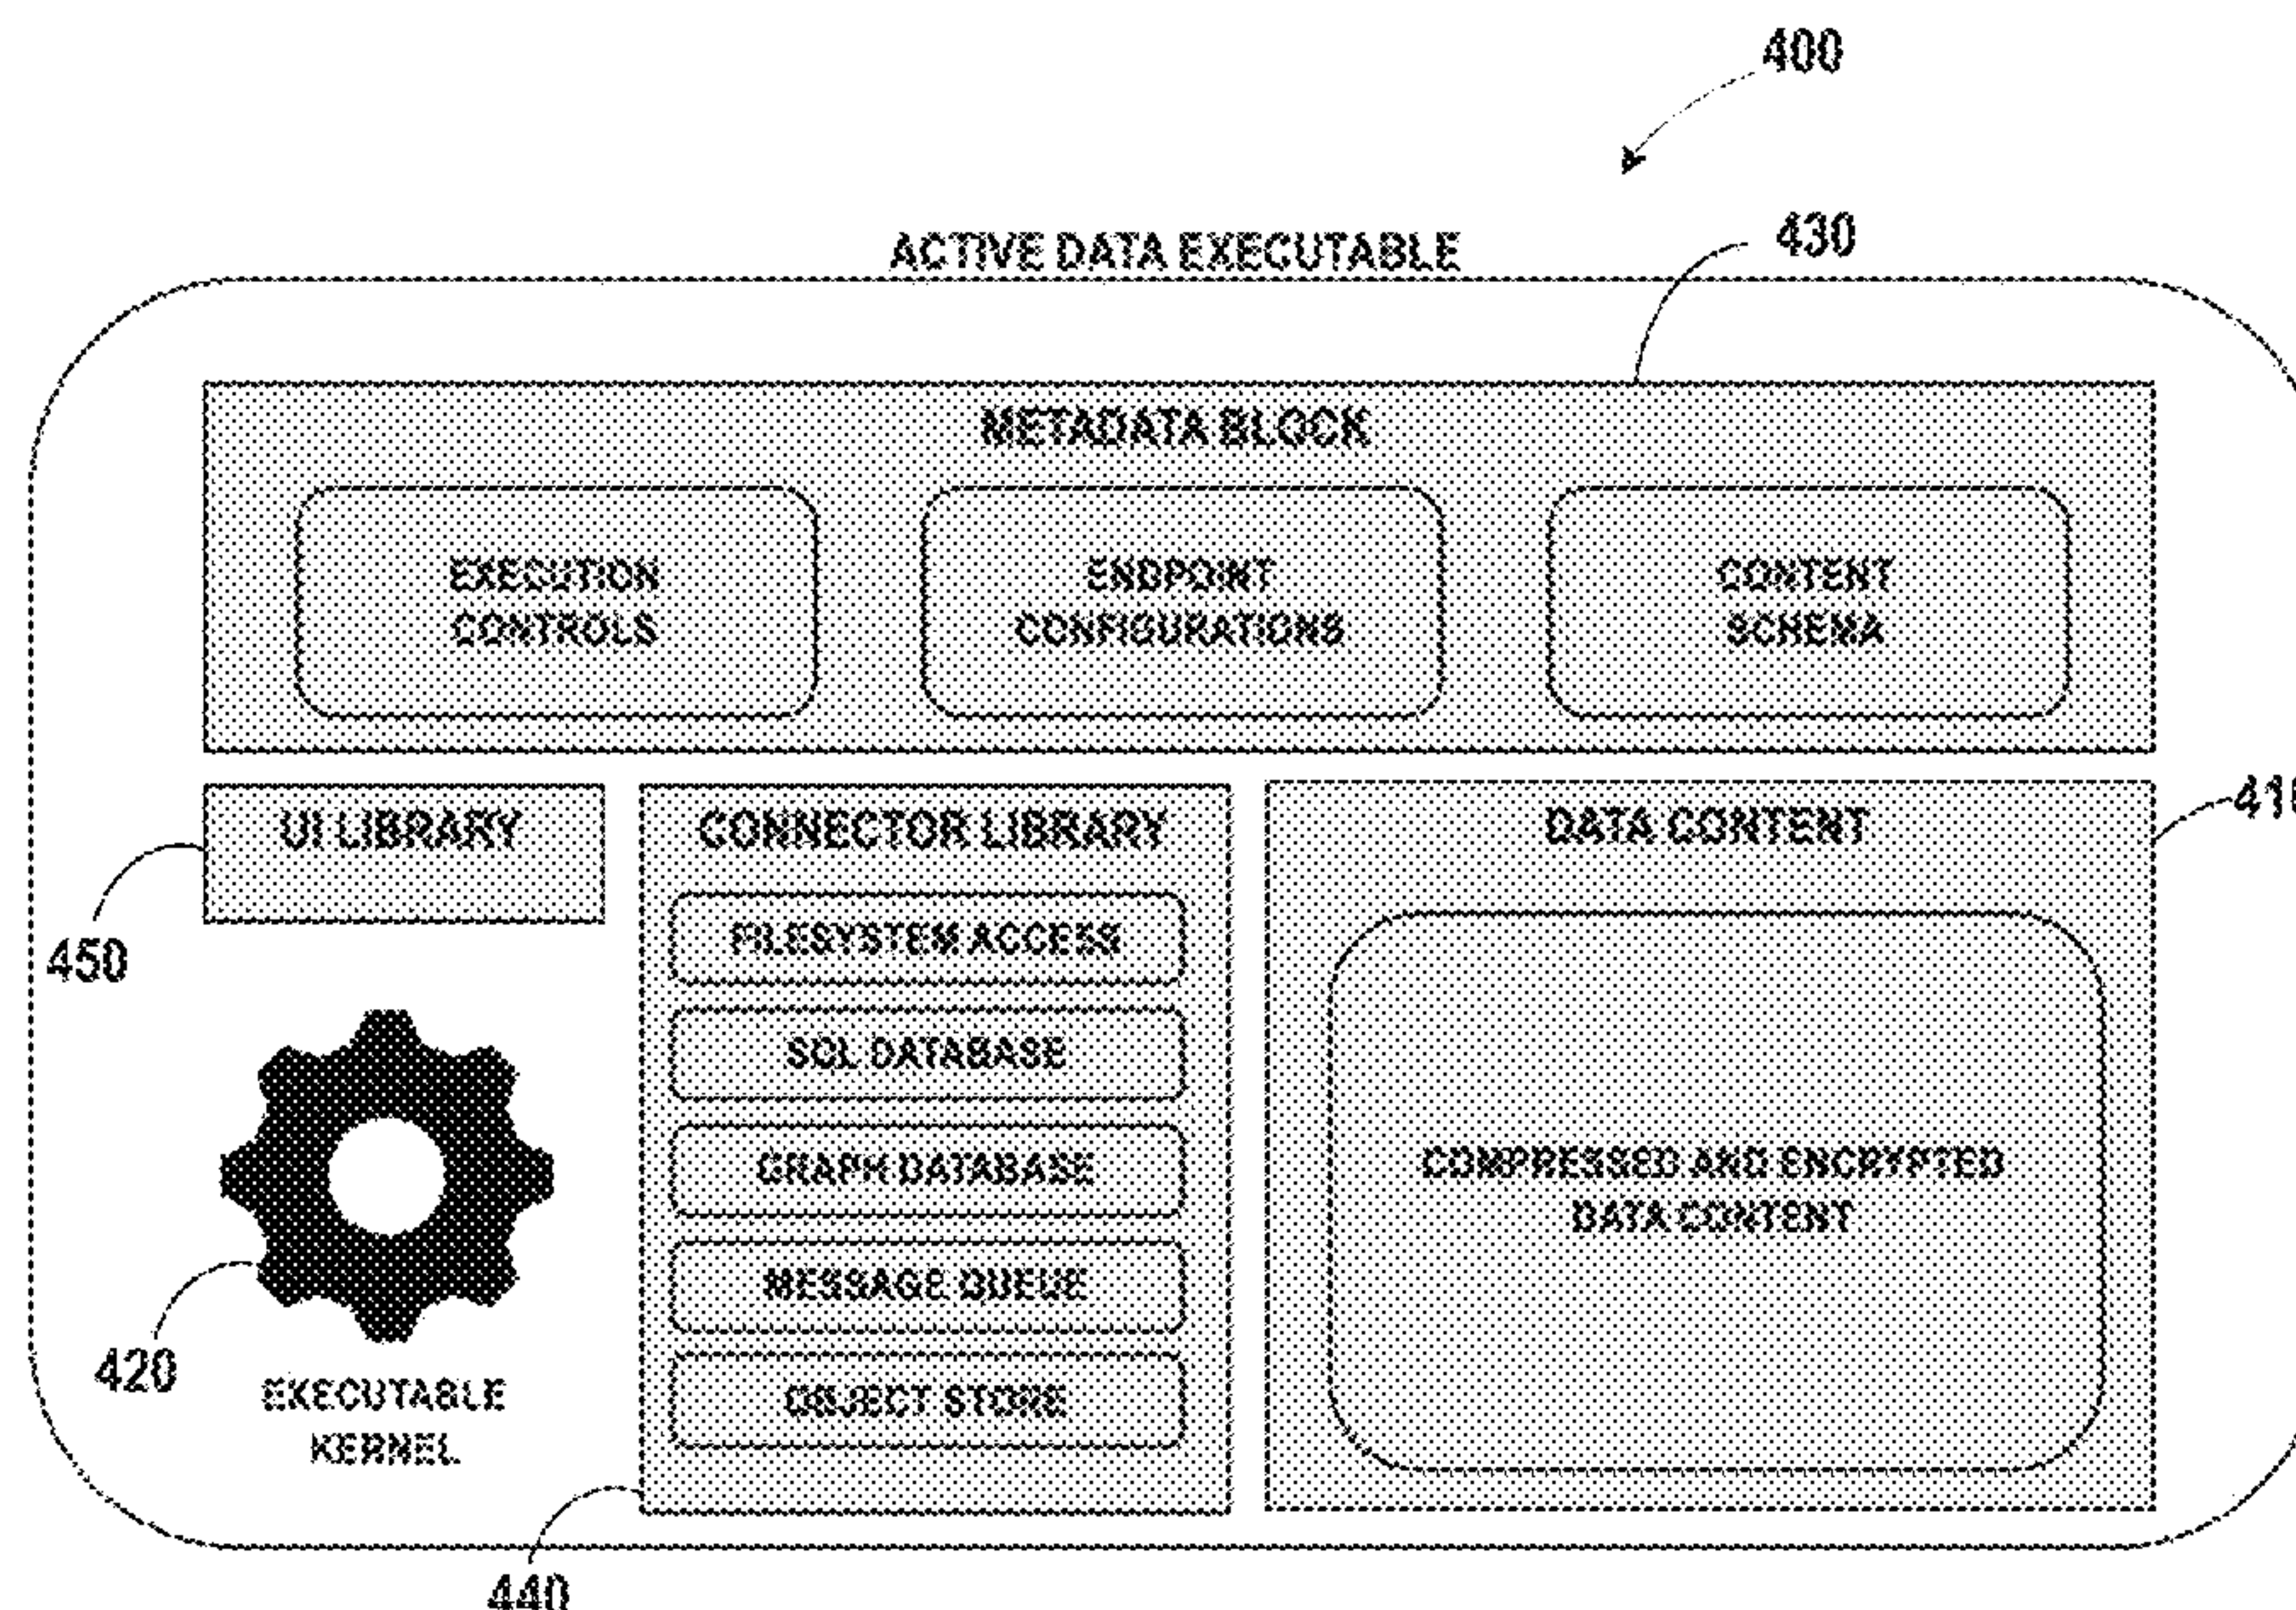 400
ACTIVE DATA EXECUTABLE
430
METADATA BLOCK
EXECUTION
CONTROLS
ENDPOINT
CONFIGURATIONS
CONTENT
SCHEMA
UI LIBRARY
CONNECTOR LIBRARY
DATA CONTENT
410
450
FILESYSTEM ACCESS
SQL DATABASE
GRAPH DATABASE
MESSAGE QUEUE
OBJECT STORE
COMPRESSED AND ENCRYPTED
DATA CONTENT
420
EXECUTABLE
KERNEL
440